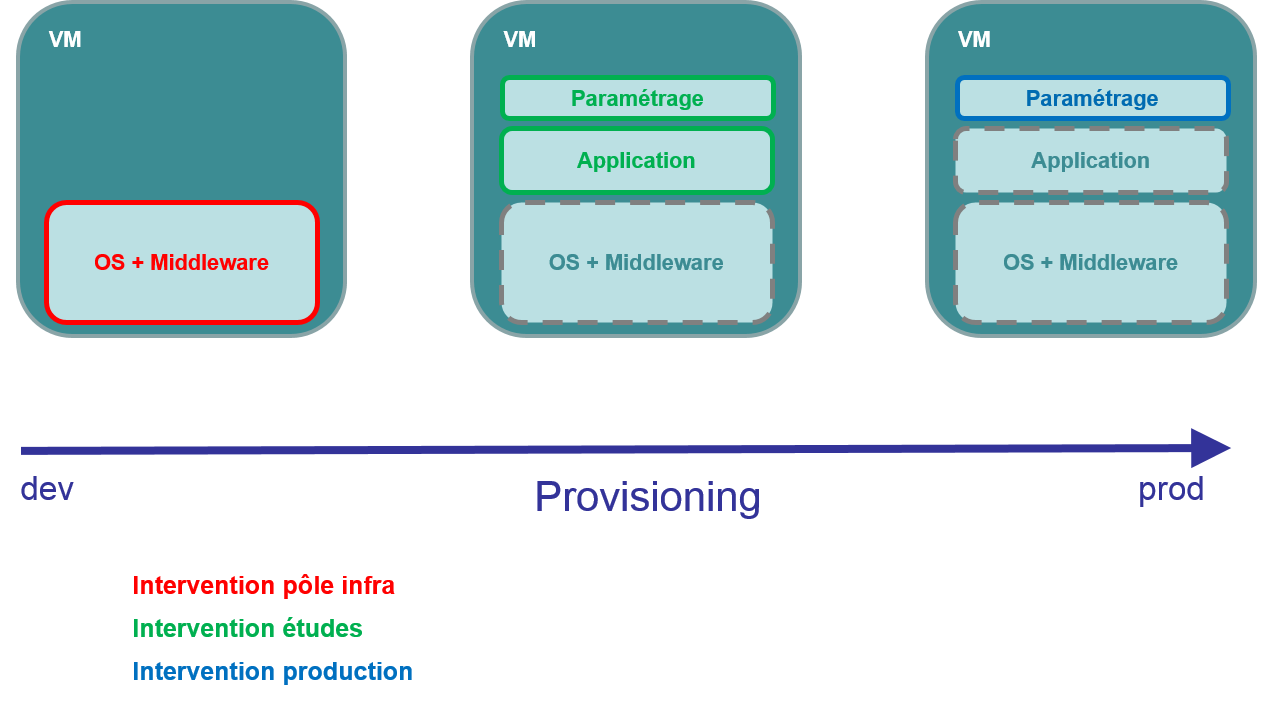 VM
OS + Middleware
VM
Paramétrage
Application
OS + Middleware
VM
Paramétrage
Application
OS + Middleware
dev
Provisioning
prod
Intervention pôle infra
Intervention études
Intervention production